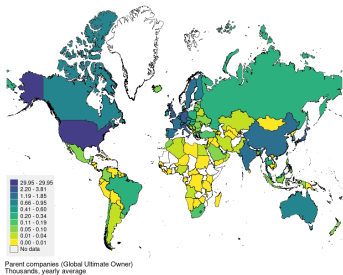 29.95 - 29.95
2.20 - 3.81
1.19 - 1.85
0.66 - 0.95
0.41 - 0.60
0.20 - 0.34
0.11 - 0.19
0.05 - 0.10
0.01 - 0.04
0.00 - 0.01
No data
Parent companies (Global Ultimate Owner)
Thousands, yearly average